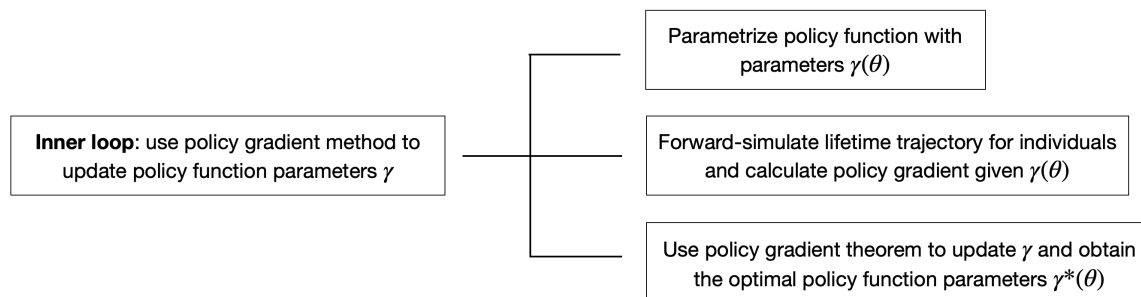 Parametrize policy function with
parameters γ(θ)
Inner loop: use policy gradient method to
update policy function parameters γ
Forward-simulate lifetime trajectory for individuals
and calculate policy gradient given γ(θ)
Use policy gradient theorem to update γ and obtain
the optimal policy function parameters γ*(θ)